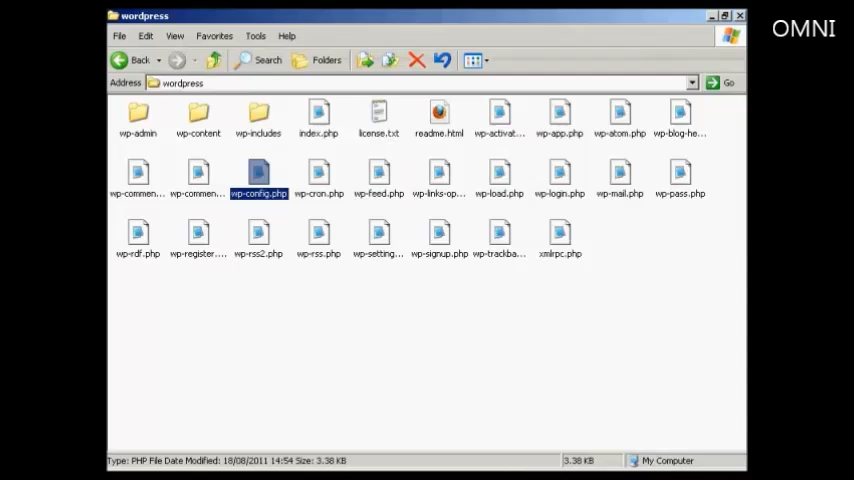 wordpress
OMNI
File Edit View Favorites Tools Help
Back Search Folders
Address wordpress Go
wp-admin wp-content wp-includes index.php license.txt readme.html wp-activat... wp-app.php wp-atom.php wp-blog-he...
wp-commen... wp-commen... wp-config.php wp-cron.php wp-feed.php wp-links-op... wp-load.php wp-login.php wp-mail.php wp-pass.php
wp-rdf.php wp-register.... wp-rss2.php wp-rss.php wp-setting... wp-signup.php wp-trackba... xmlrpc.php
Type: PHP File Date Modified: 18/08/2011 14:54 Size: 3.38 KB 3.38 KB My Computer